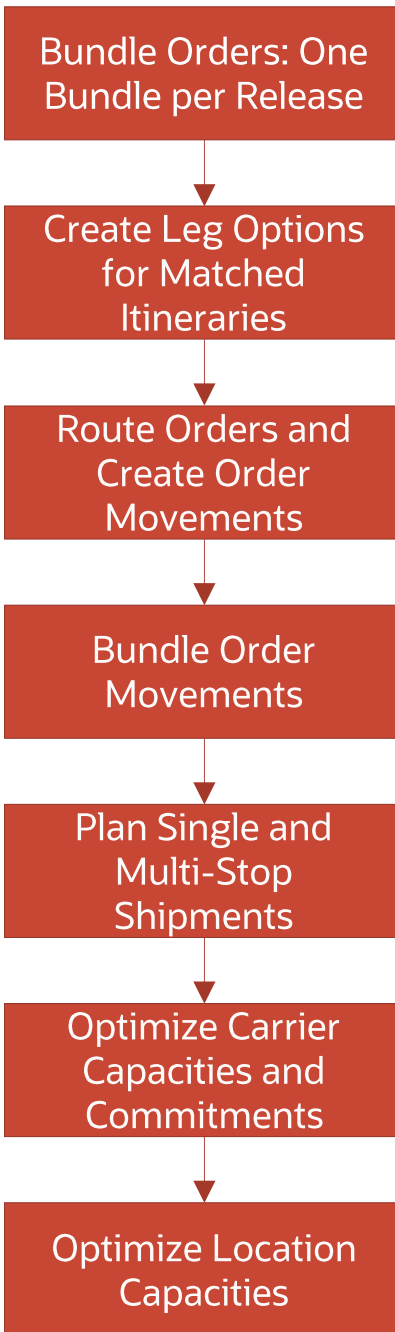 Bundle Orders: One
Bundle per Release
Create Leg Options
for Matched
Itineraries
Route Orders and
Create Order
Movements
Bundle Order
Movements
Plan Single and
Multi-Stop
Shipments
Optimize Carrier
Capacities and
Commitments
Optimize Location
Capacities